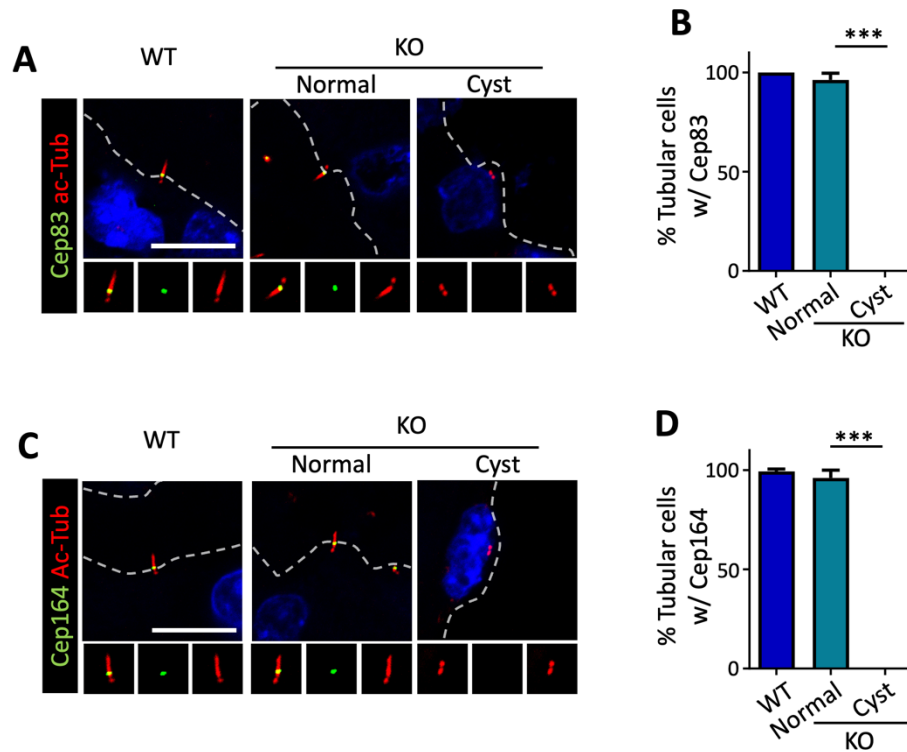 A
WT
KO
Normal
Cyst
Cep83 ac-Tub
B
***
% Tubular cells
w/ Cep83
100
50
0
WT
Normal
Cyst
KO
C
WT
KO
Normal
Cyst
Cep164 Ac-Tub
D
***
% Tubular cells
w/ Cep164
100
50
0
WT
Normal
Cyst
KO